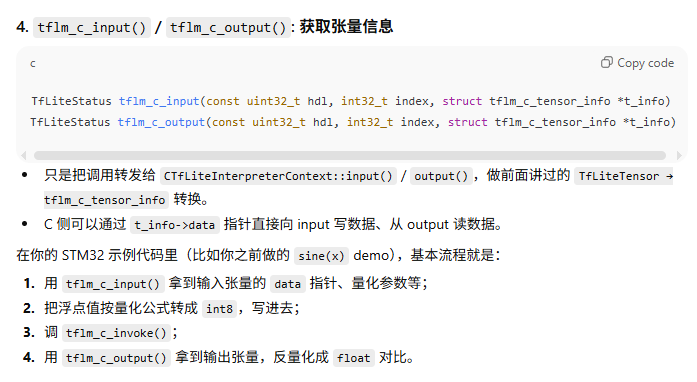 4. tflm_c_input() / tflm_c_output(): 获取张量信息
c
Copy code
TfLiteStatus tflm_c_input(const uint32_t hdl, int32_t index, struct tflm_c_tensor_info *t_info)
TfLiteStatus tflm_c_output(const uint32_t hdl, int32_t index, struct tflm_c_tensor_info *t_info)
• 只是把调用转发给 CTfLiteInterpreterContext::input() / output()，做前面讲过的 TfLiteTensor →
tflm_c_tensor_info 转换。
• C 侧可以通过 t_info->data 指针直接向 input 写数据、从 output 读数据。
在你的 STM32 示例代码里（比如你之前做的 sine(x) demo），基本流程就是：
1. 用 tflm_c_input() 拿到输入张量的 data 指针、量化参数等；
2. 把浮点值按量化公式转成 int8，写进去；
3. 调 tflm_c_invoke()；
4. 用 tflm_c_output() 拿到输出张量，反量化成 float 对比。